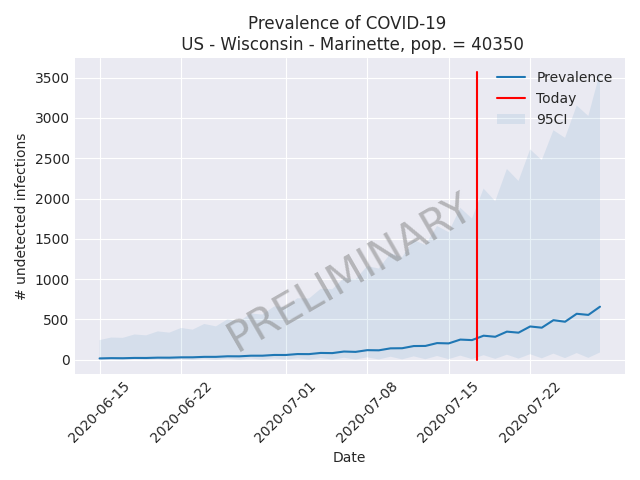 Prevalence of COVID-19
US - Wisconsin - Marinette, pop. = 40350
Prevalence
Today
95CI
PRELIMINARY
# undetected infections
3500
3000
2500
2000
1500
1000
500
0
2020-06-15
2020-06-22
2020-07-01
2020-07-08
2020-07-15
2020-07-22
Date